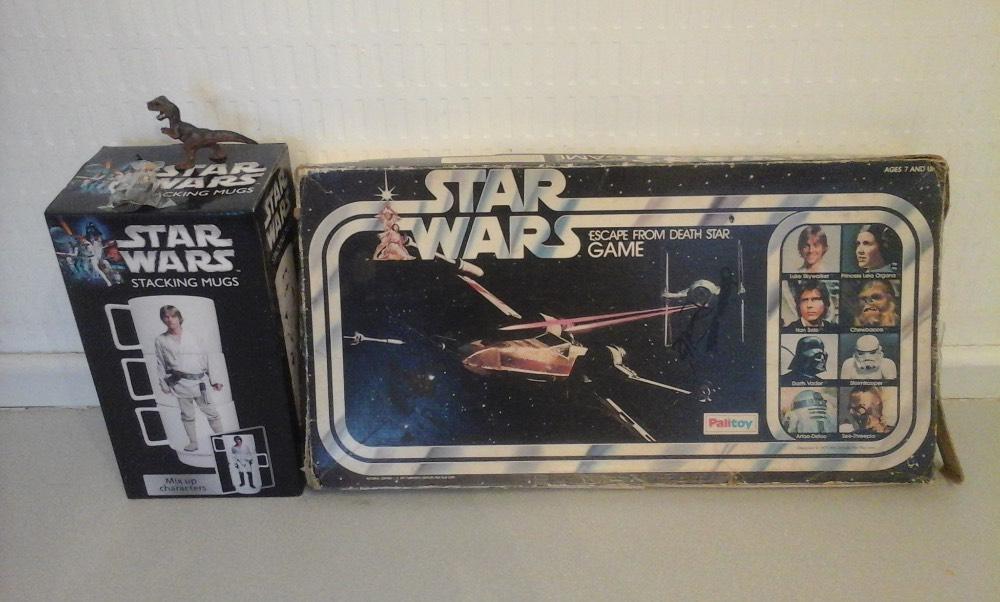 STAR
WARS
STACKING MUGS
STAR
WARS
STACKING MUGS
Mix up
characters
STAR
WARS
STAR
WARS
ESCAPE FROM DEATH STAR
GAME
AGES 7 AND UP
Luke Skywalker
Princess Leia Organa
Han Solo
Chewbacca
Darth Vader
Stormtrooper
Artoo-Detoo
See-Threepio
Palitoy